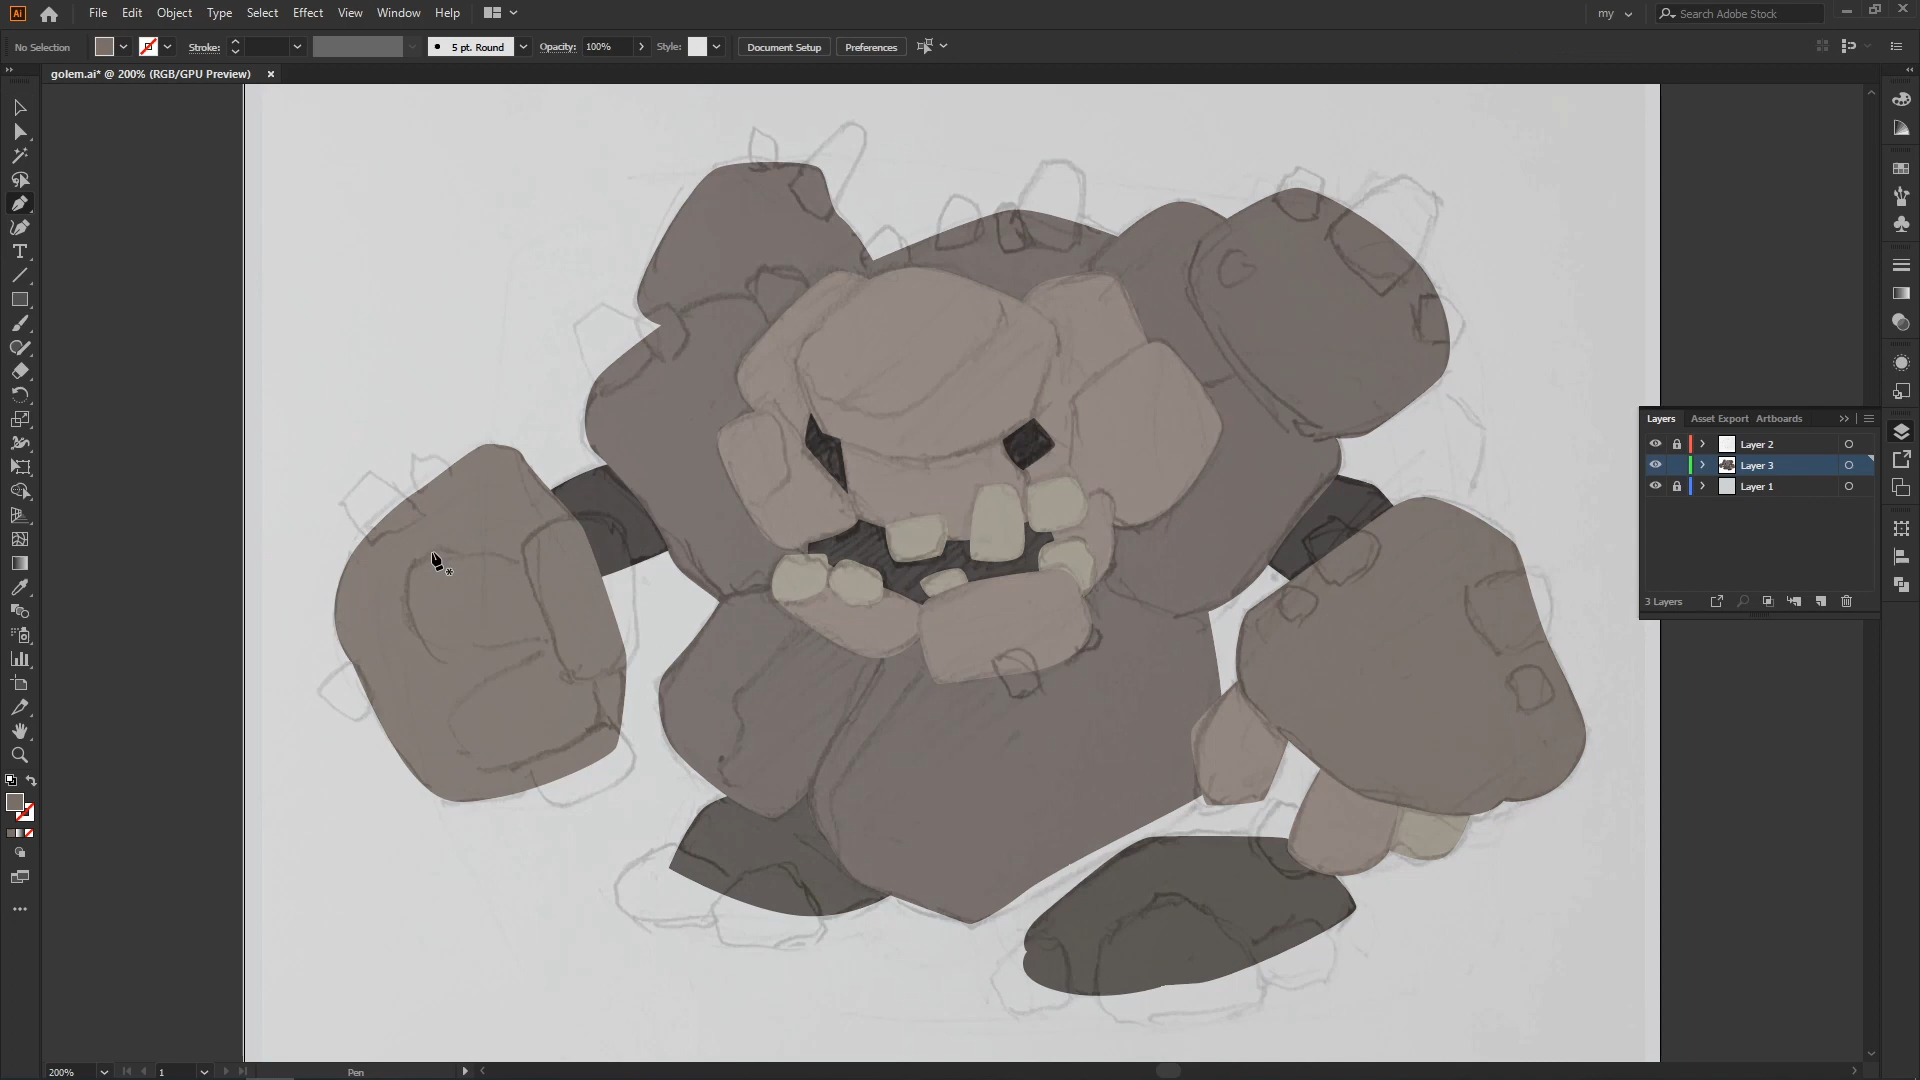 Ai File Edit Object Type Select Effect View Window Help my Search Adobe Stock
No Selection Stroke: 5 pt. Round Opacity: 100% Style: Document Setup Preferences
golem.ai* @ 200% (RGB/GPU Preview)
Layers Asset Export Artboards
Layer 2
Layer 3
Layer 1
3 Layers
200% 1 Pen